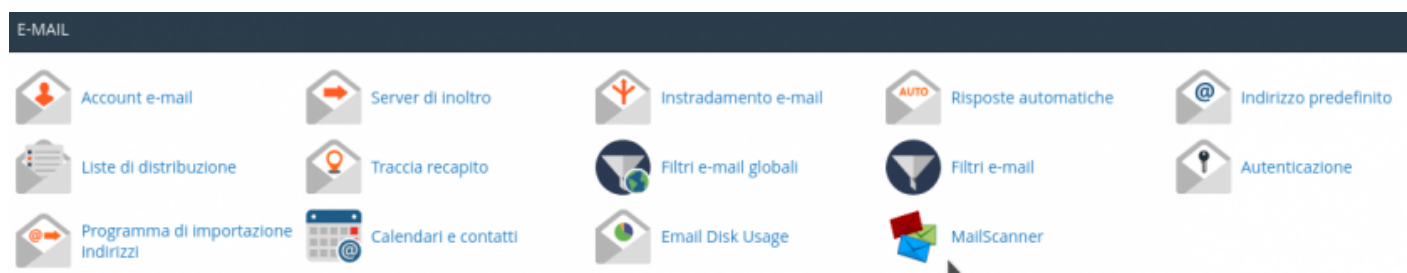 E-MAIL
Account e-mail
Server di inoltro
Instradamento e-mail
AUTO
Risposte automatiche
@
Indirizzo predefinito
Liste di distribuzione
Traccia recapito
Filtri e-mail globali
Filtri e-mail
Autenticazione
@
Programma di importazione
Indirizzi
@
Calendari e contatti
Email Disk Usage
MailScanner